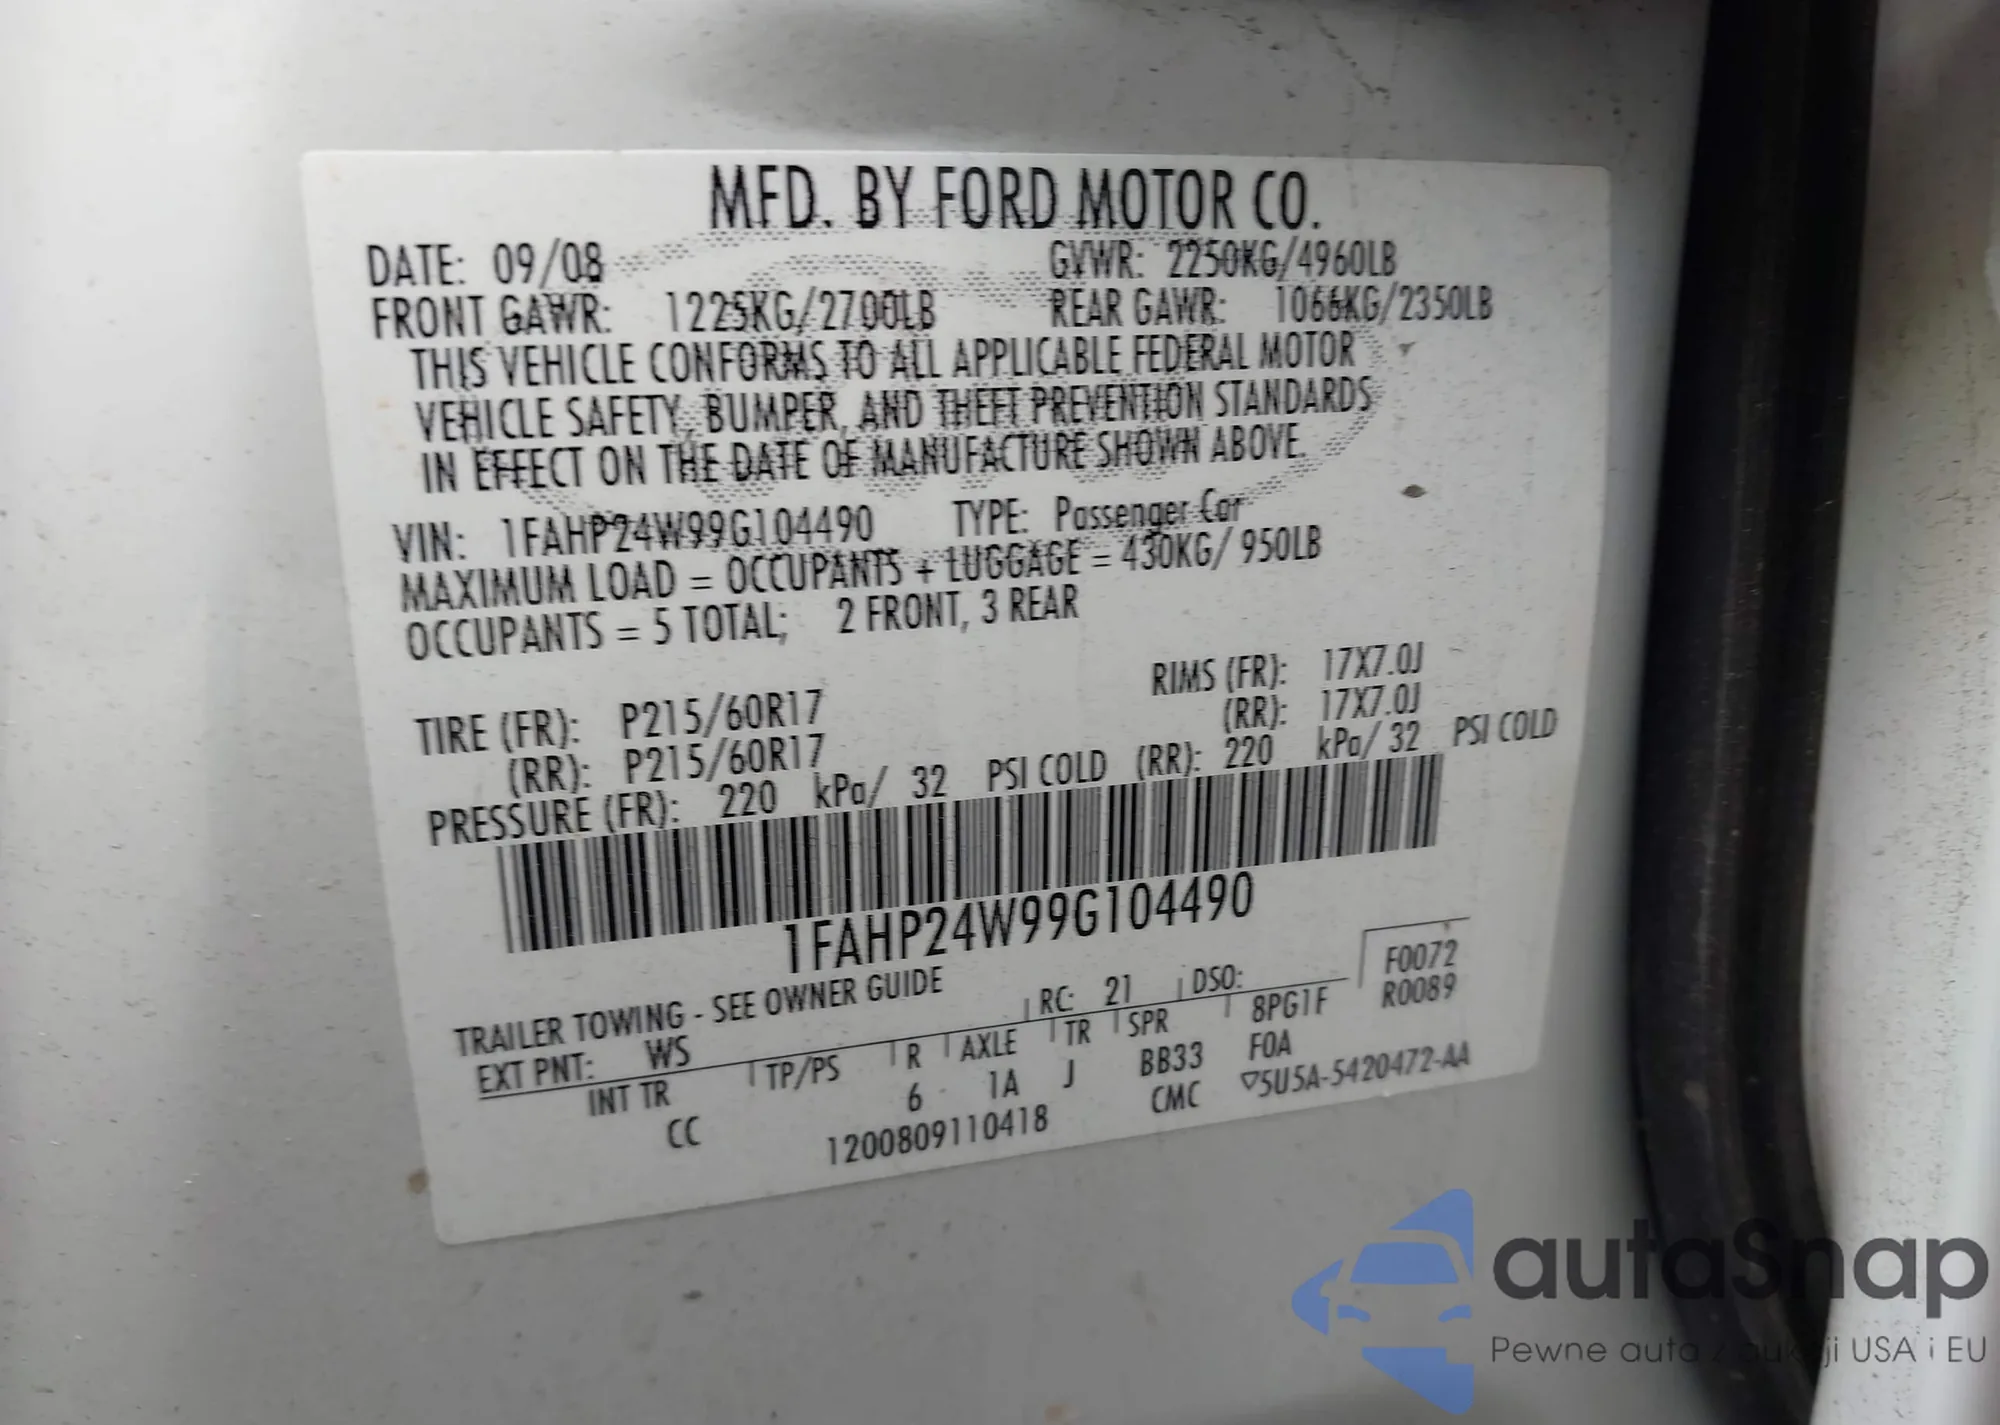 MFD. BY FORD MOTOR CO.
DATE: 09/08 GVWR: 2250KG/4960LB
FRONT GAWR: 1225KG/2700LB REAR GAWR: 1066KG/2350LB
THIS VEHICLE CONFORMS TO ALL APPLICABLE FEDERAL MOTOR
VEHICLE SAFETY, BUMPER, AND THEFT PREVENTION STANDARDS
IN EFFECT ON THE DATE OF MANUFACTURE SHOWN ABOVE.
VIN: 1FAHP24W99G104490 TYPE: Passenger Car
MAXIMUM LOAD = OCCUPANTS + LUGGAGE = 430KG/ 950LB
OCCUPANTS = 5 TOTAL; 2 FRONT, 3 REAR
TIRE (FR): P215/60R17 RIMS (FR): 17X7.0J
(RR): P215/60R17 (RR): 17X7.0J
PRESSURE (FR): 220 kPa/ 32 PSI COLD (RR): 220 kPa/ 32 PSI COLD
1FAHP24W99G104490
TRAILER TOWING - SEE OWNER GUIDE
EXT PNT: WS RC: 21 DSO: F0072
INT TR TP/PS R AXLE TR SPR 8PG1F R0089
CC 6 1A J BB33 F0A
1200809110418 CMC ▽5U5A-5420472-AA
autaSnap
Pewne auta z aukcji USA i EU